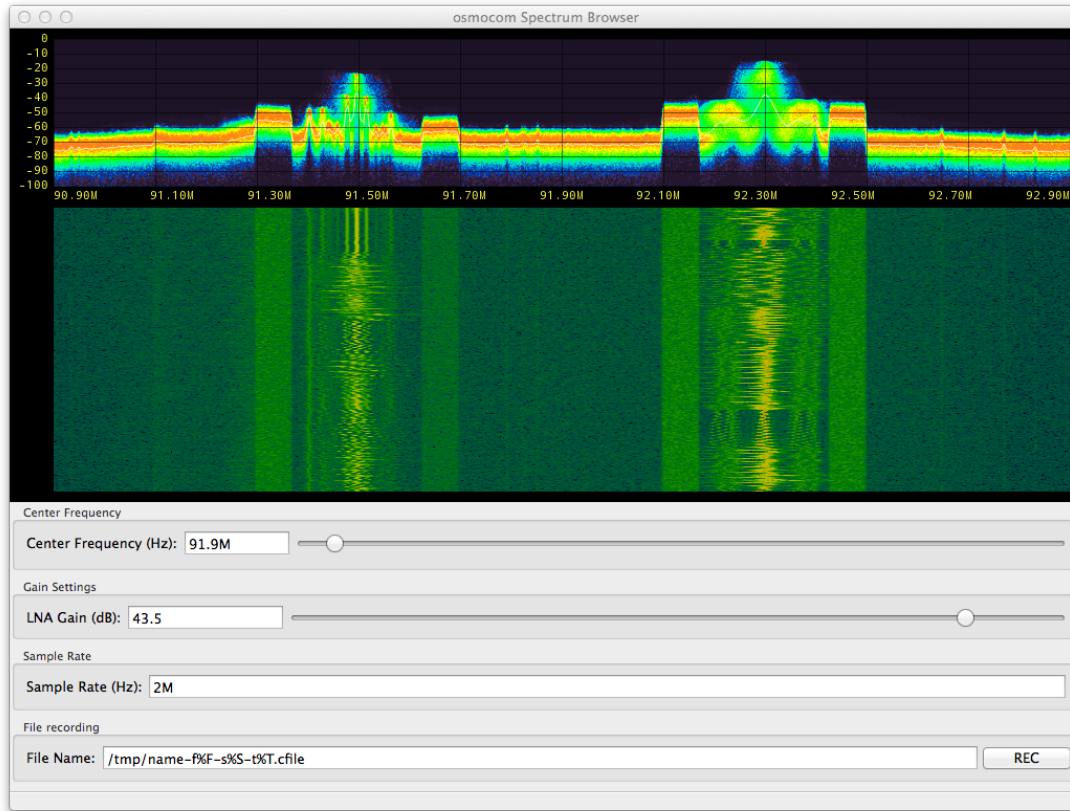 osmocom Spectrum Browser
0
-10
-20
-30
-40
-50
-60
-70
-80
-90
-100
90.90M 91.10M 91.30M 91.50M 91.70M 91.90M 92.10M 92.30M 92.50M 92.70M 92.90M
Center Frequency
Center Frequency (Hz): 91.9M
Gain Settings
LNA Gain (dB): 43.5
Sample Rate
Sample Rate (Hz): 2M
File recording
File Name: /tmp/name-f%F-s%S-t%T.cfile REC